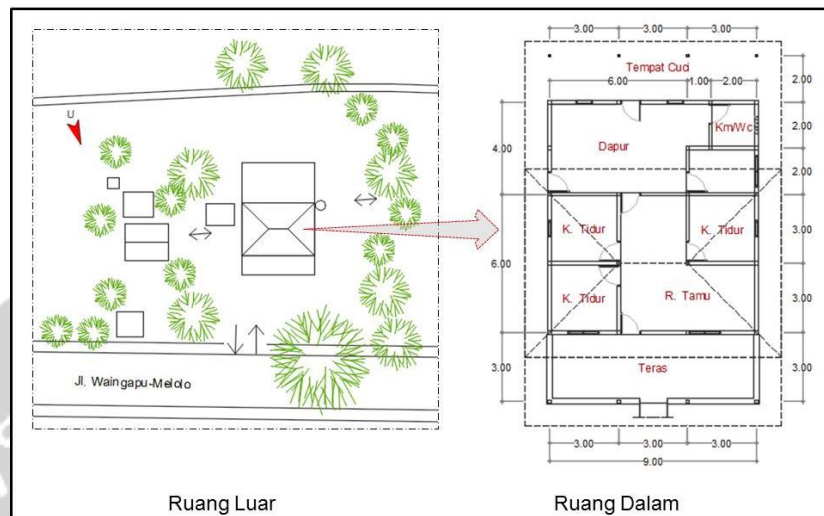 3.00 3.00 3.00
Tempat Cuci
6.00 1.00 2.00
2.00
U
Km/Wc
2.00
Dapur
4.00
2.00
K. Tidur K. Tidur
3.00
6.00
K. Tidur R. Tamu
3.00
Jl. Waingapu-Melolo
3.00
Teras
3.00
3.00 3.00 3.00
9.00
Ruang Luar Ruang Dalam